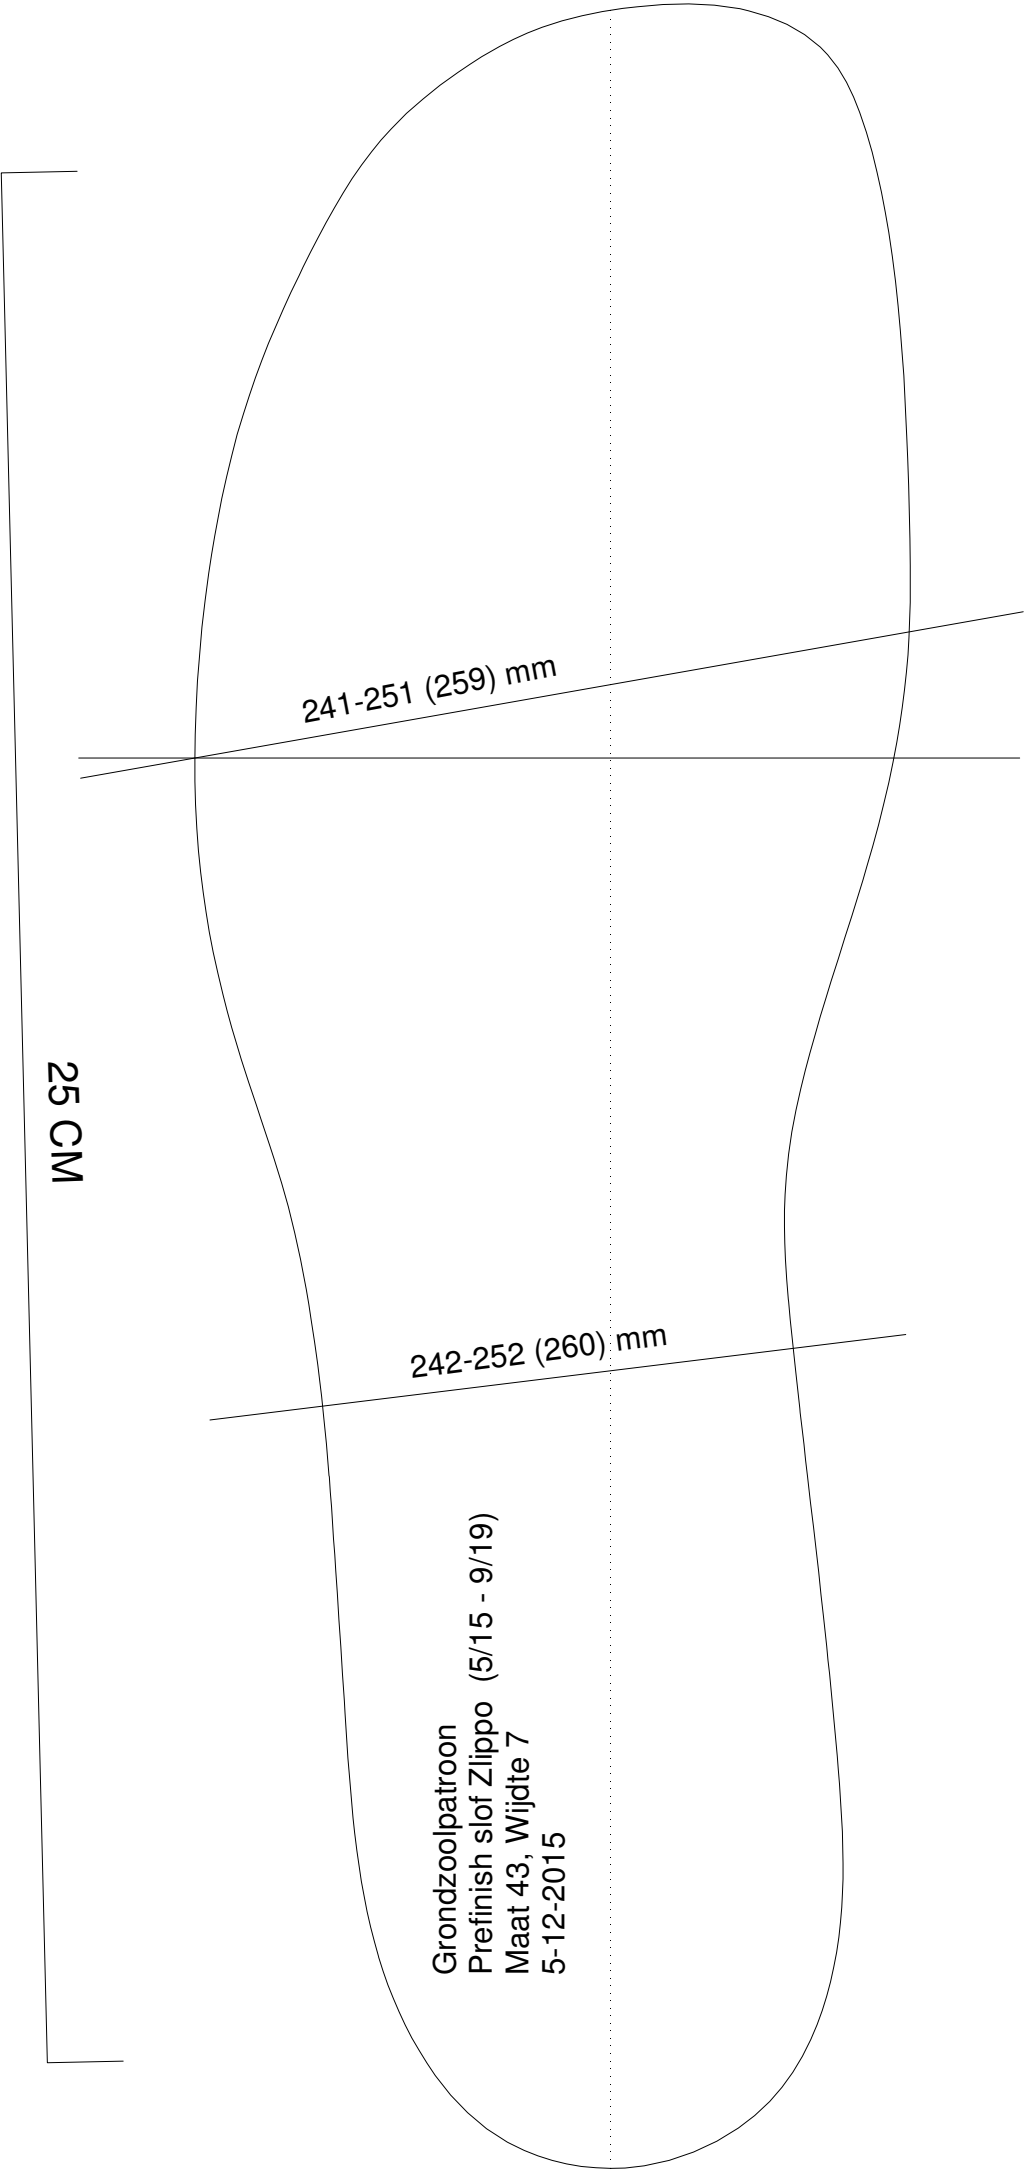 241-251 (259) mm
25 CM
242-252 (260) mm
Grondzoolpatroon
Prefinish slof Zlippo  (5/15 - 9/19)
Maat 43, Wijdte 7
5-12-2015